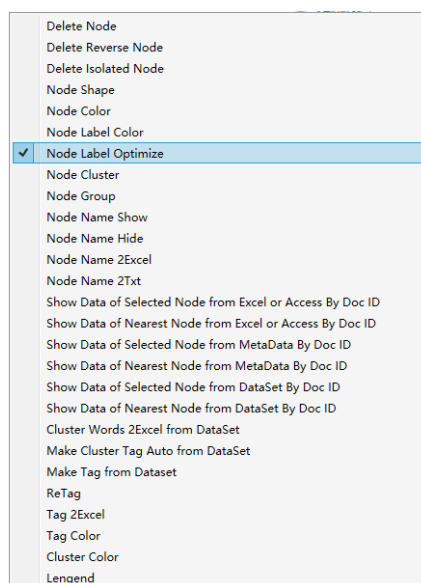 Delete Node
Delete Reverse Node
Delete Isolated Node
Node Shape
Node Color
Node Label Color
Node Label Optimize
Node Cluster
Node Group
Node Name Show
Node Name Hide
Node Name 2Excel
Node Name 2Txt
Show Data of Selected Node from Excel or Access By Doc ID
Show Data of Nearest Node from Excel or Access By Doc ID
Show Data of Selected Node from MetaData By Doc ID
Show Data of Nearest Node from MetaData By Doc ID
Show Data of Selected Node from DataSet By Doc ID
Show Data of Nearest Node from DataSet By Doc ID
Cluster Words 2Excel from DataSet
Make Cluster Tag Auto from DataSet
Make Tag from Dataset
ReTag
Tag 2Excel
Tag Color
Cluster Color
Lengend